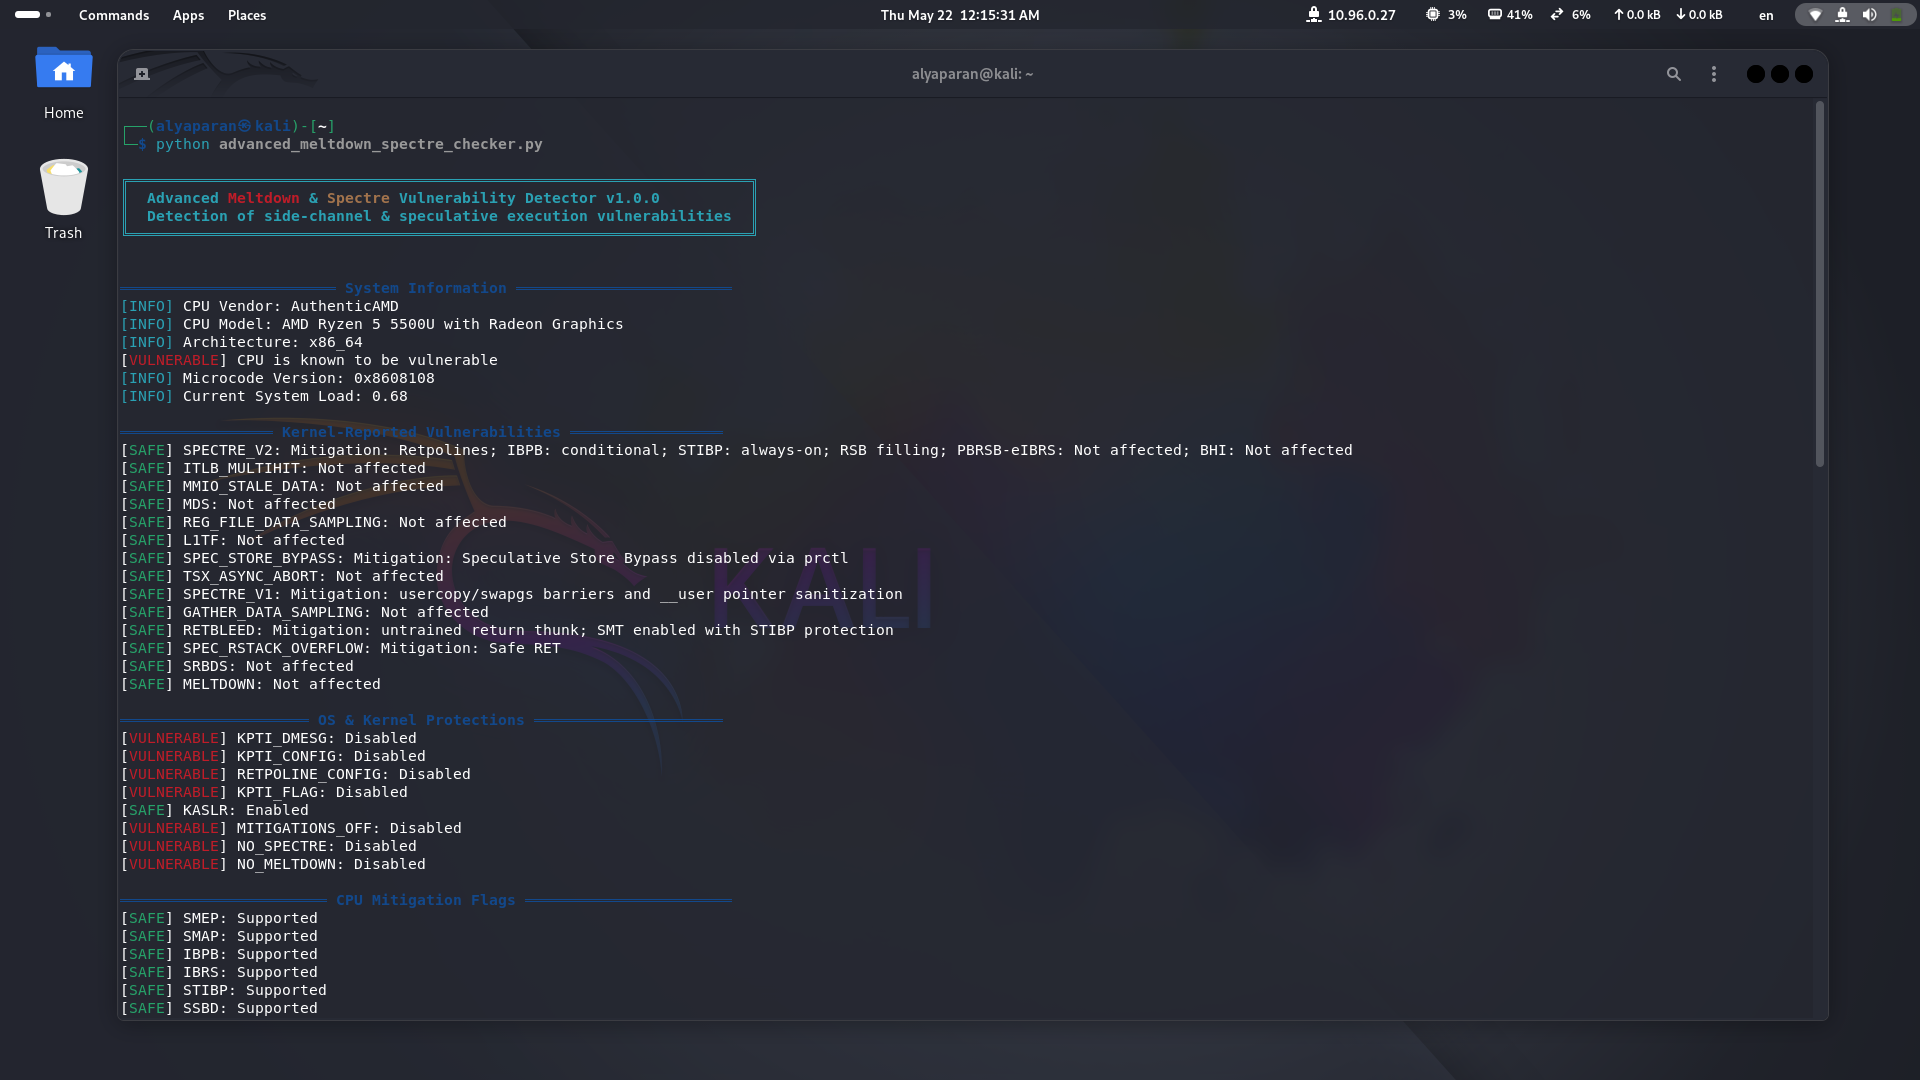 Commands Apps Places Thu May 22 12:15:31 AM 10.96.0.27 3% 41% 6% 0.0 kB 0.0 kB en
Home
Trash
alyaparan@kali: ~
┌──(alyaparan㉿kali)-[~]
└─$ python advanced_meltdown_spectre_checker.py
Advanced Meltdown & Spectre Vulnerability Detector v1.0.0
Detection of side-channel & speculative execution vulnerabilities
System Information
[INFO] CPU Vendor: AuthenticAMD
[INFO] CPU Model: AMD Ryzen 5 5500U with Radeon Graphics
[INFO] Architecture: x86_64
[VULNERABLE] CPU is known to be vulnerable
[INFO] Microcode Version: 0x8608108
[INFO] Current System Load: 0.68
Kernel-Reported Vulnerabilities
[SAFE] SPECTRE_V2: Mitigation: Retpolines; IBPB: conditional; STIBP: always-on; RSB filling; PBRSB-eIBRS: Not affected; BHI: Not affected
[SAFE] ITLB_MULTIHIT: Not affected
[SAFE] MMIO_STALE_DATA: Not affected
[SAFE] MDS: Not affected
[SAFE] REG_FILE_DATA_SAMPLING: Not affected
[SAFE] L1TF: Not affected
[SAFE] SPEC_STORE_BYPASS: Mitigation: Speculative Store Bypass disabled via prctl
[SAFE] TSX_ASYNC_ABORT: Not affected
[SAFE] SPECTRE_V1: Mitigation: usercopy/swapgs barriers and __user pointer sanitization
[SAFE] GATHER_DATA_SAMPLING: Not affected
[SAFE] RETBLEED: Mitigation: untrained return thunk; SMT enabled with STIBP protection
[SAFE] SPEC_RSTACK_OVERFLOW: Mitigation: Safe RET
[SAFE] SRBDS: Not affected
[SAFE] MELTDOWN: Not affected
KALI
OS & Kernel Protections
[VULNERABLE] KPTI_DMESG: Disabled
[VULNERABLE] KPTI_CONFIG: Disabled
[VULNERABLE] RETPOLINE_CONFIG: Disabled
[VULNERABLE] KPTI_FLAG: Disabled
[SAFE] KASLR: Enabled
[VULNERABLE] MITIGATIONS_OFF: Disabled
[VULNERABLE] NO_SPECTRE: Disabled
[VULNERABLE] NO_MELTDOWN: Disabled
CPU Mitigation Flags
[SAFE] SMEP: Supported
[SAFE] SMAP: Supported
[SAFE] IBPB: Supported
[SAFE] IBRS: Supported
[SAFE] STIBP: Supported
[SAFE] SSBD: Supported